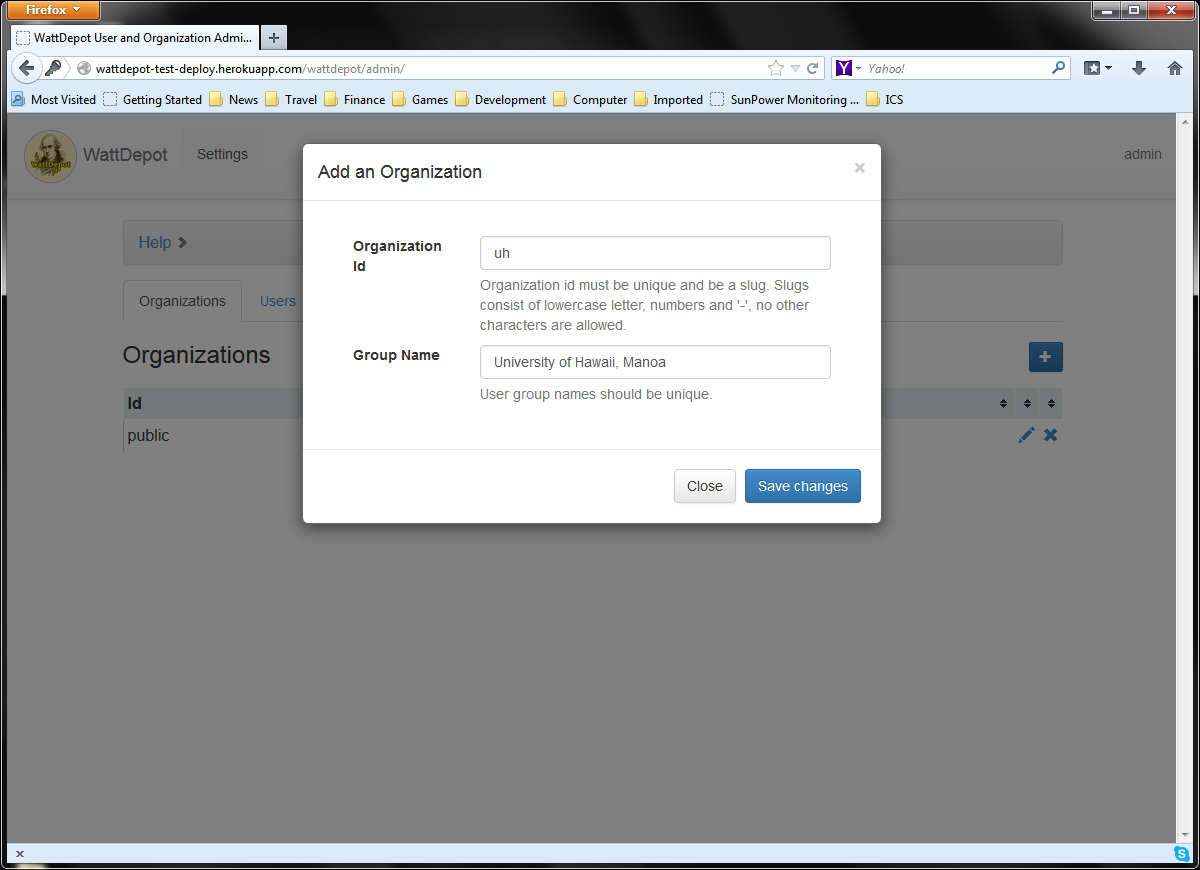 Firefox
WattDepot User and Organization Admi...
wattdepot-test-deploy.herokuapp.com/wattdepot/admin/
Yahoo!
Most Visited Getting Started News Travel Finance Games Development Computer Imported SunPower Monitoring ... ICS
WattDepot Settings admin
Add an Organization ×
Help
Organization Id
uh
Organization id must be unique and be a slug. Slugs
consist of lowercase letter, numbers and '-', no other
characters are allowed.
Organizations Users
Group Name
University of Hawaii, Manoa
User group names should be unique.
Organizations
Id
public
Close Save changes